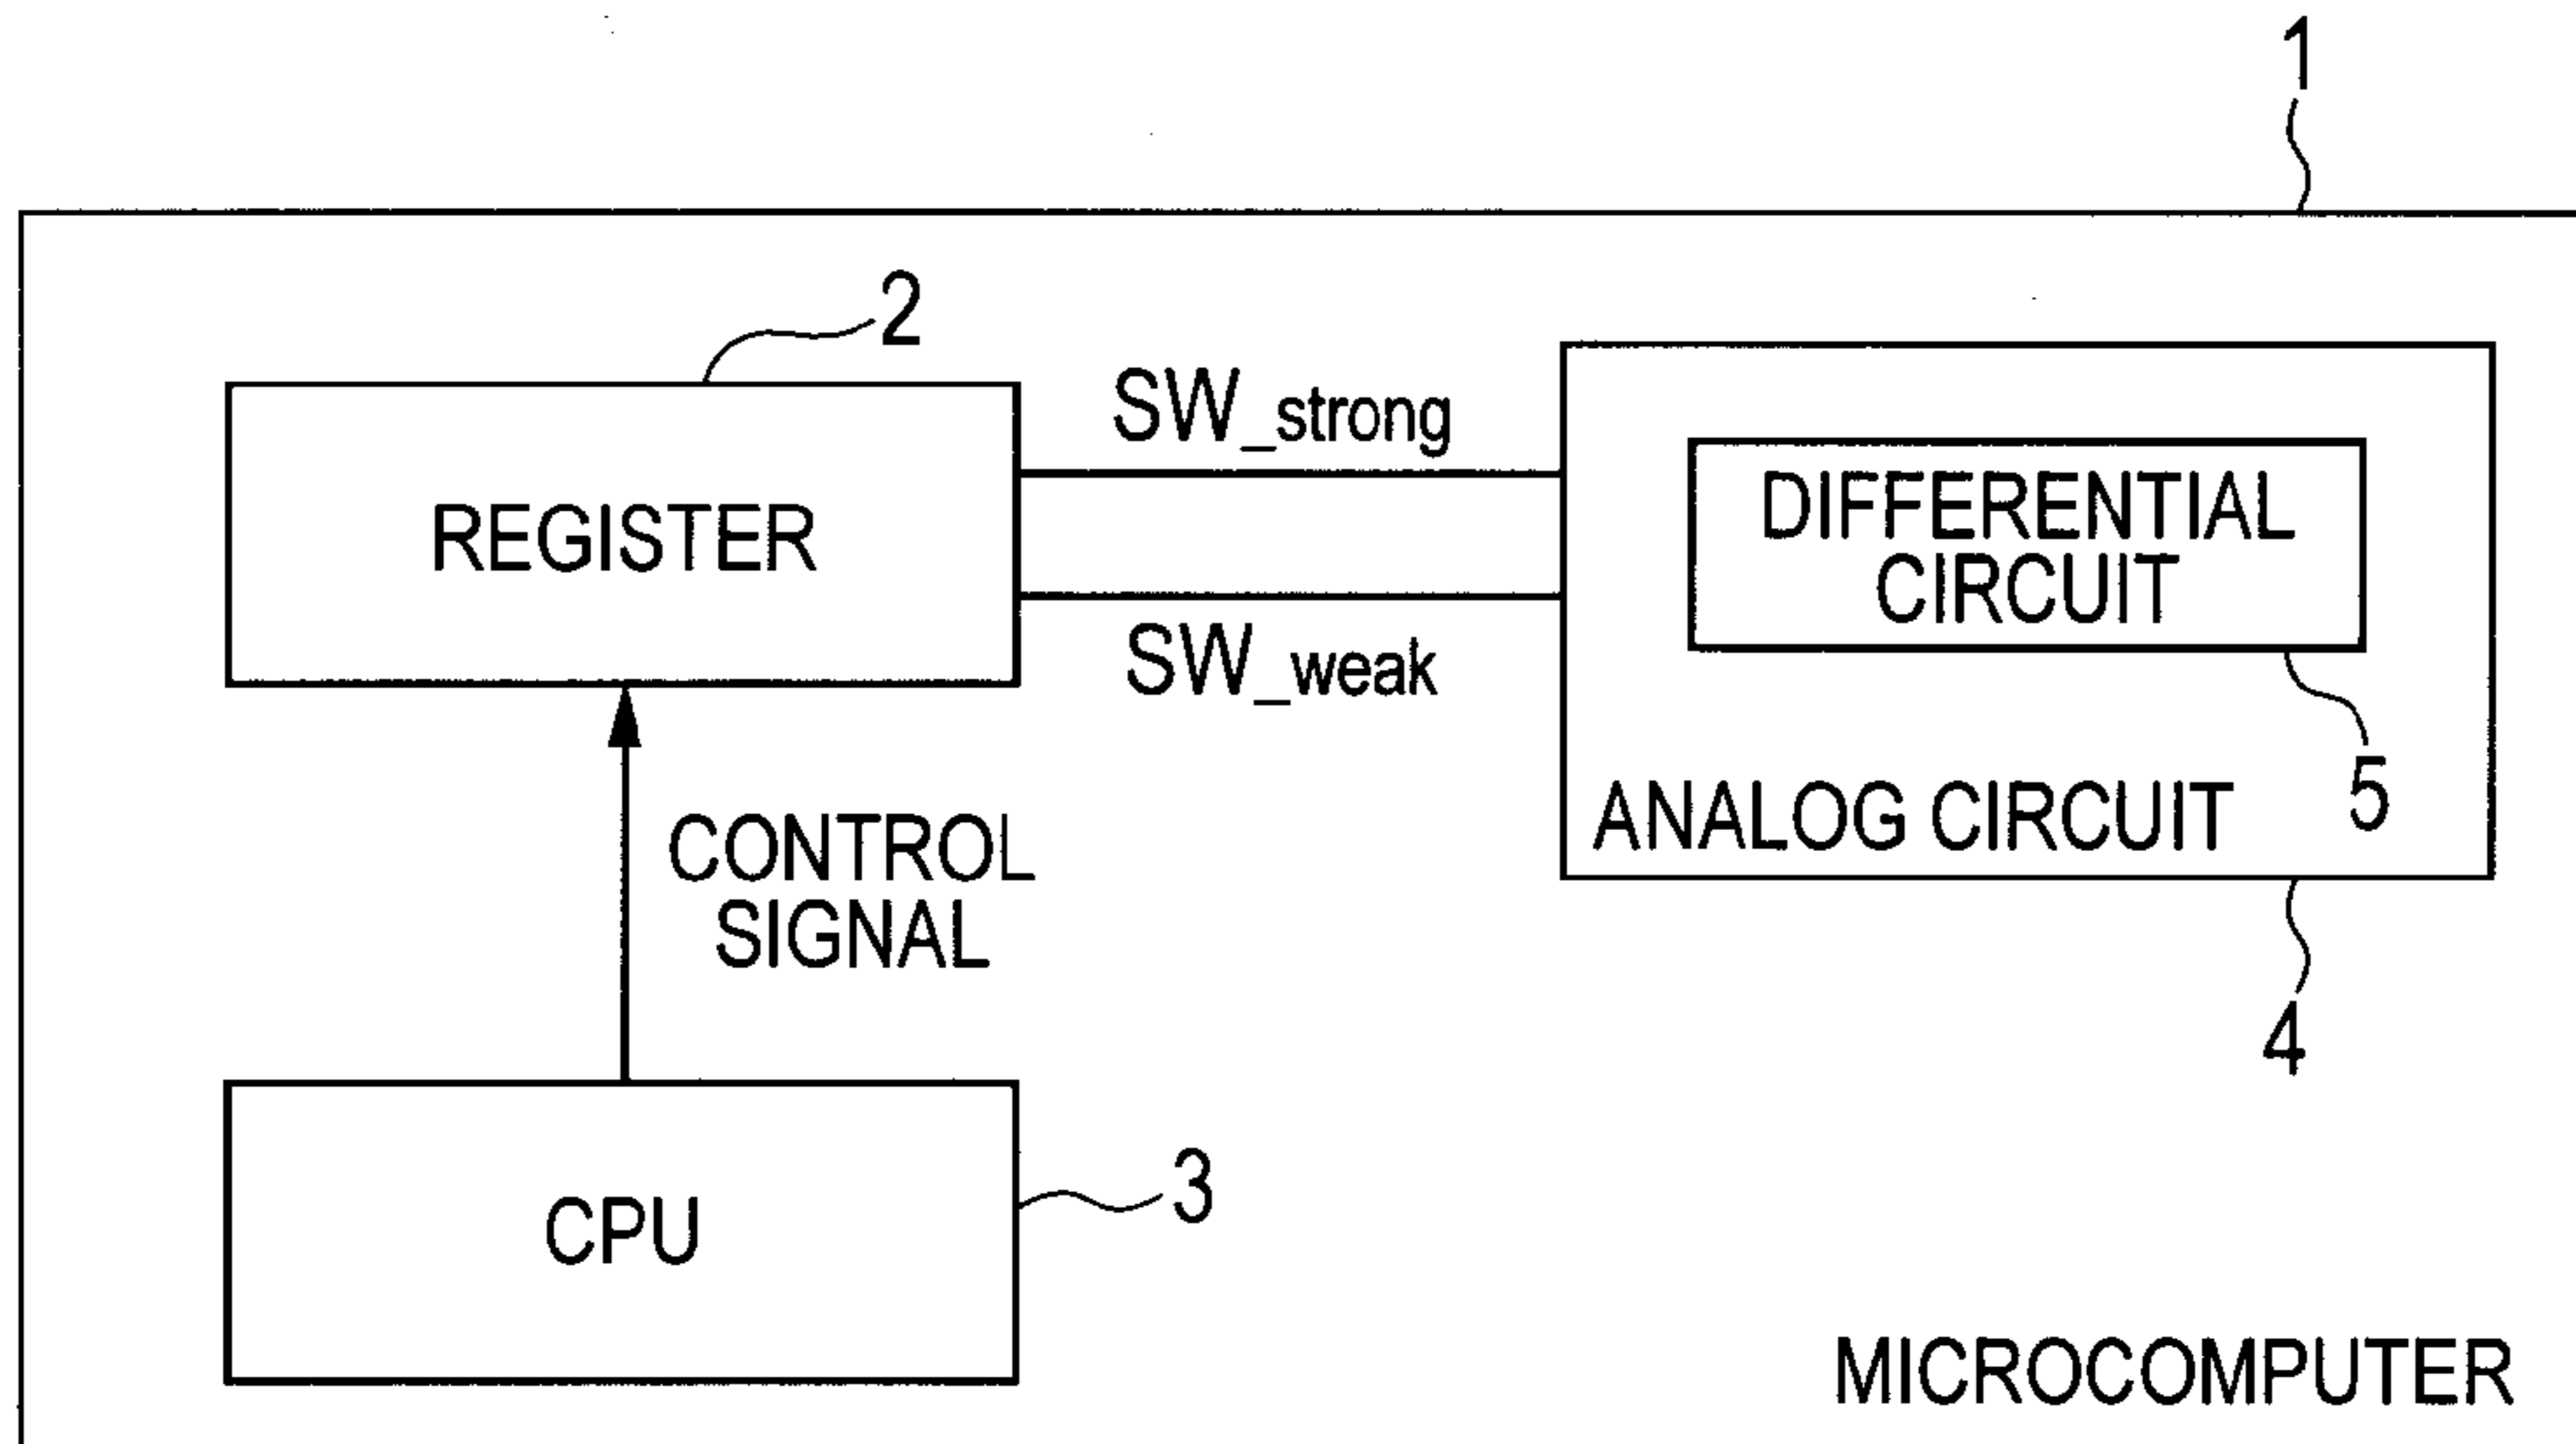 1
2
SW_strong
REGISTER
DIFFERENTIAL
CIRCUIT
SW_weak
5
ANALOG CIRCUIT
CONTROL
SIGNAL
4
3
CPU
MICROCOMPUTER